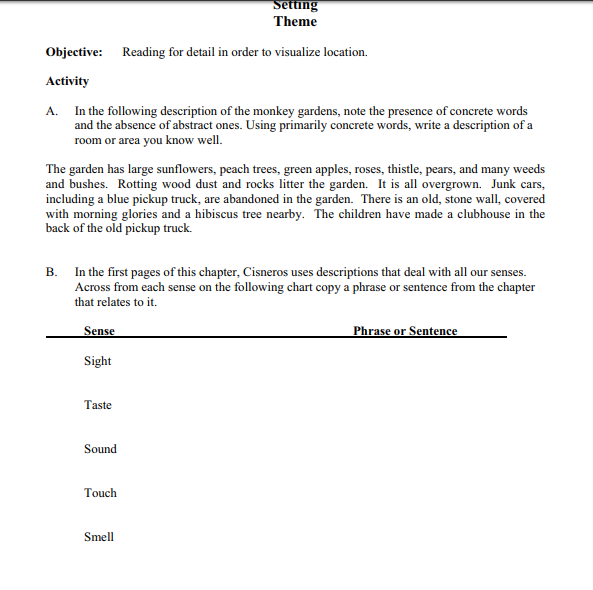 Setting
Theme
Objective: Reading for detail in order to visualize location.
Activity
A. In the following description of the monkey gardens, note the presence of concrete words
and the absence of abstract ones. Using primarily concrete words, write a description of a
room or area you know well.
The garden has large sunflowers, peach trees, green apples, roses, thistle, pears, and many weeds
and bushes. Rotting wood dust and rocks litter the garden. It is all overgrown. Junk cars,
including a blue pickup truck, are abandoned in the garden. There is an old, stone wall, covered
with morning glories and a hibiscus tree nearby. The children have made a clubhouse in the
back of the old pickup truck.
B. In the first pages of this chapter, Cisneros uses descriptions that deal with all our senses.
Across from each sense on the following chart copy a phrase or sentence from the chapter
that relates to it.
Sense Phrase or Sentence
Sight
Taste
Sound
Touch
Smell